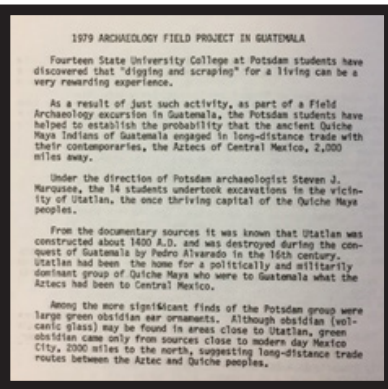 1979 ARCHAEOLOGY FIELD PROJECT IN GUATEMALA
Fourteen State University College at Potsdam students have
discovered that "digging and scraping" for a living can be a
very rewarding experience.
As a result of just such activity, as part of a Field
Archaeology excursion in Guatemala, the Potsdam students have
helped to establish the probability that the ancient Quiche
Maya Indians of Guatemala engaged in long-distance trade with
their contemporaries, the Aztecs of Central Mexico, 2,000
miles away.
Under the direction of Potsdam archaeologist Steven J.
Marqusee, the 14 students undertook excavations in the vicin-
ity of Utatlan, the once thriving capital of the Quiche Maya
peoples.
From the documentary sources it was known that Utatlan was
constructed about 1400 A.D. and was destroyed during the con-
quest of Guatemala by Pedro Alvarado in the 16th century.
Utatlan had been the home for a politically and militarily
dominant group of Quiche Maya who were to Guatemala what the
Aztecs had been to Central Mexico.
Among the more significant finds of the Potsdam group were
large green obsidian ear ornaments. Although obsidian (vol-
canic glass) may be found in areas close to Utatlan, green
obsidian came only from sources close to modern day Mexico
City, 2000 miles to the north, suggesting long-distance trade
routes between the Aztec and Quiche peoples.